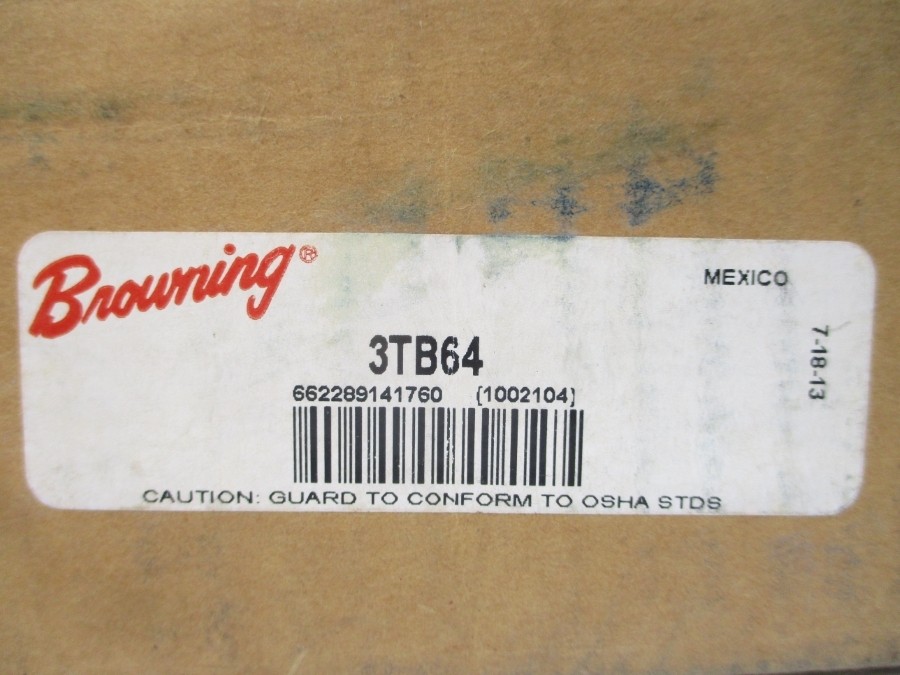 Browning®
MEXICO
3TB64
7-18-13
662289141760 (1002104)
CAUTION: GUARD TO CONFORM TO OSHA STDS